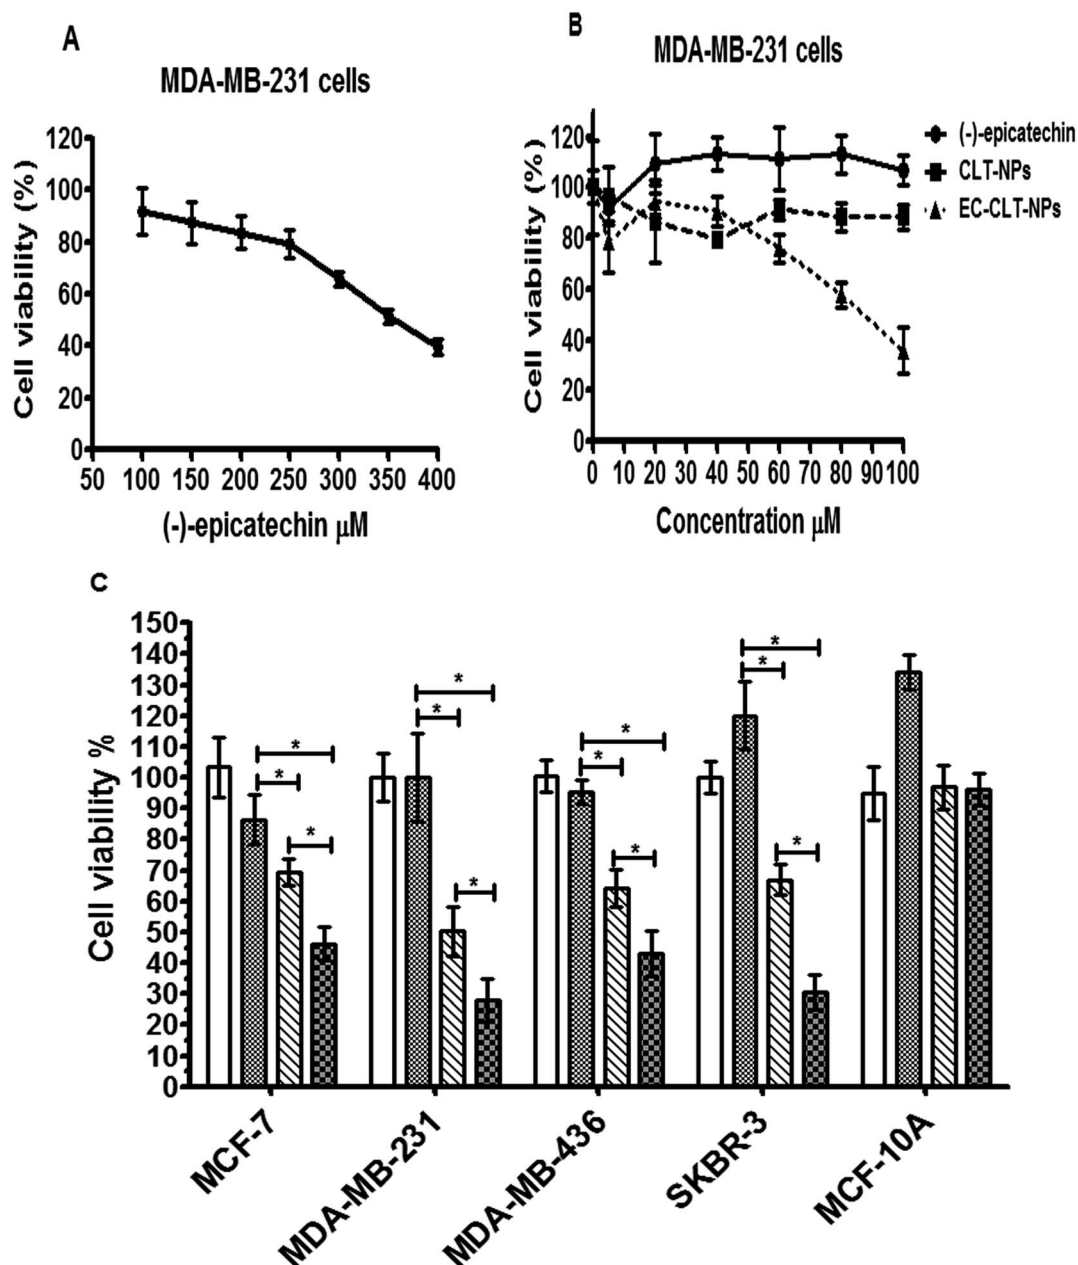 A
MDA-MB-231 cells
Cell viability (%)
120
100
80
60
40
20
0
50 100 150 200 250 300 350 400
(-)-epicatechin μM
B
MDA-MB-231 cells
Cell viability (%)
120
100
80
60
40
20
0
0 10 20 30 40 50 60 70 80 90 100
Concentration μM
(-)-epicatechin
CLT-NPs
EC-CLT-NPs
C
Cell viability %
150
140
130
120
110
100
90
80
70
60
50
40
30
20
10
0
* * *
* * *
* * *
* * *
MCF-7
MDA-MB-231
MDA-MB-436
SKBR-3
MCF-10A